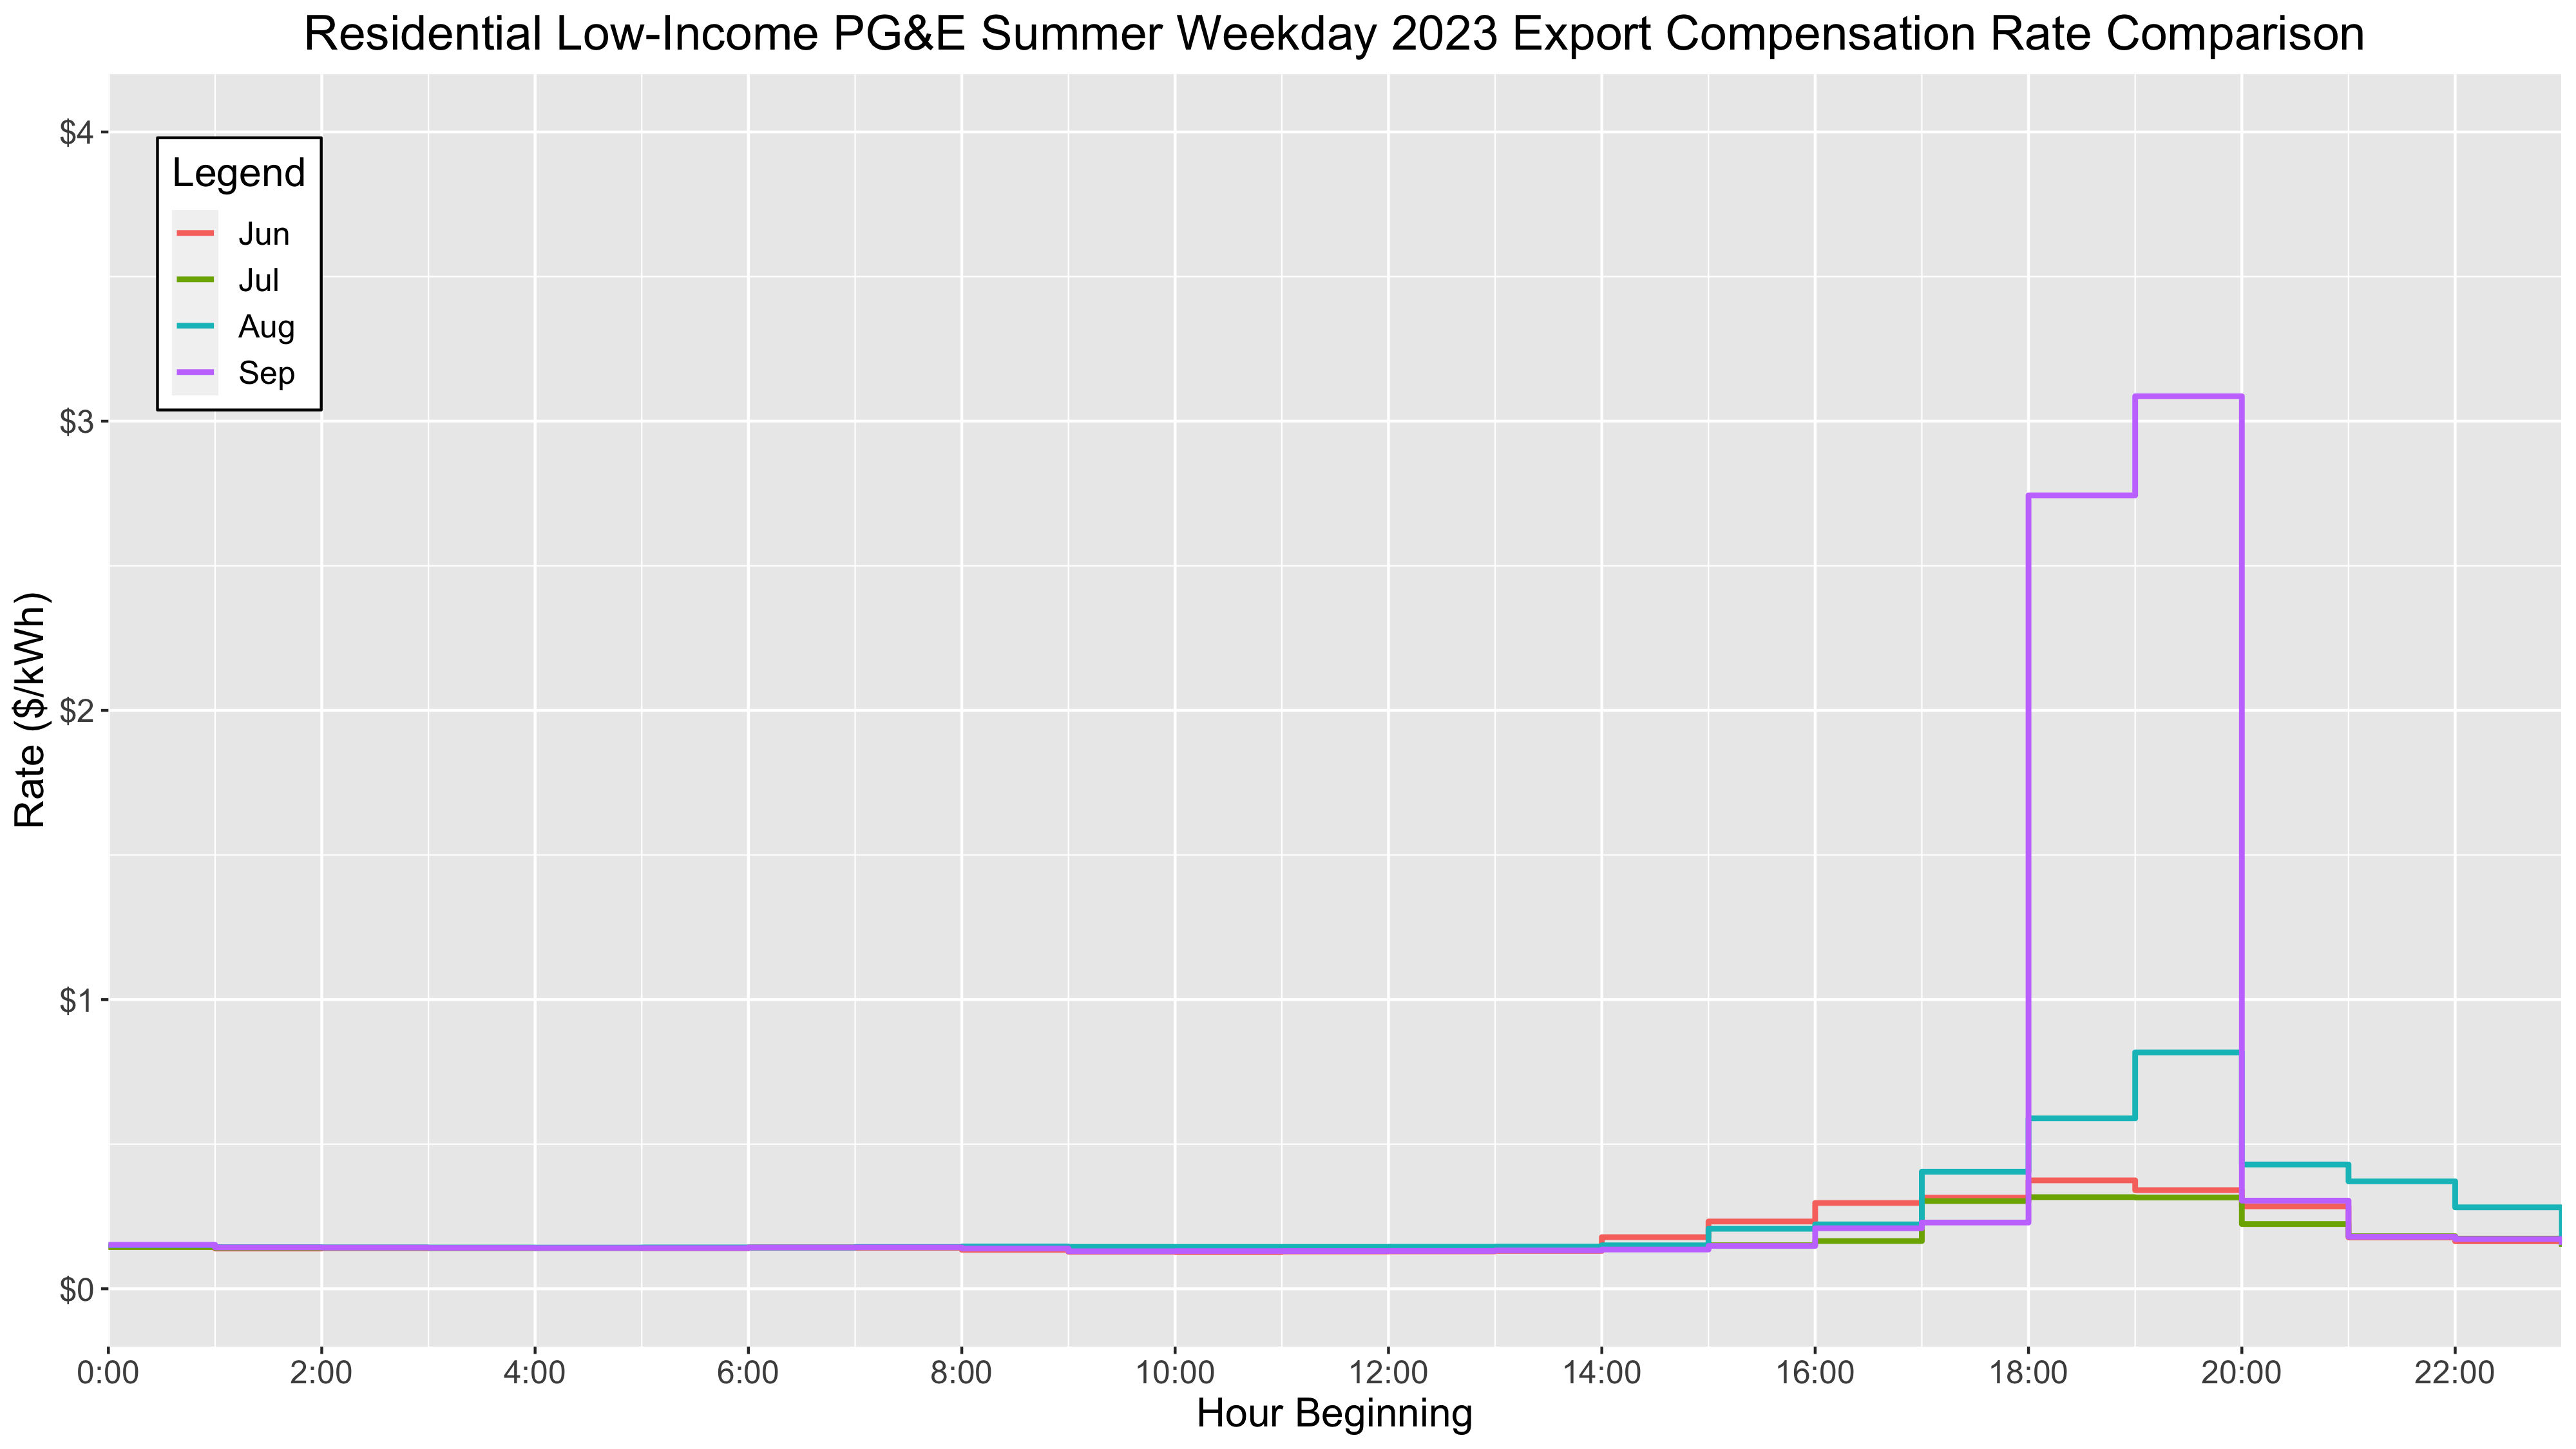 Residential Low-Income PG&E Summer Weekday 2023 Export Compensation Rate Comparison
$4
Legend
Jun
Jul
Aug
Sep
$3
Rate ($/kWh)
$2
$1
$0
0:00 2:00 4:00 6:00 8:00 10:00 12:00 14:00 16:00 18:00 20:00 22:00
Hour Beginning